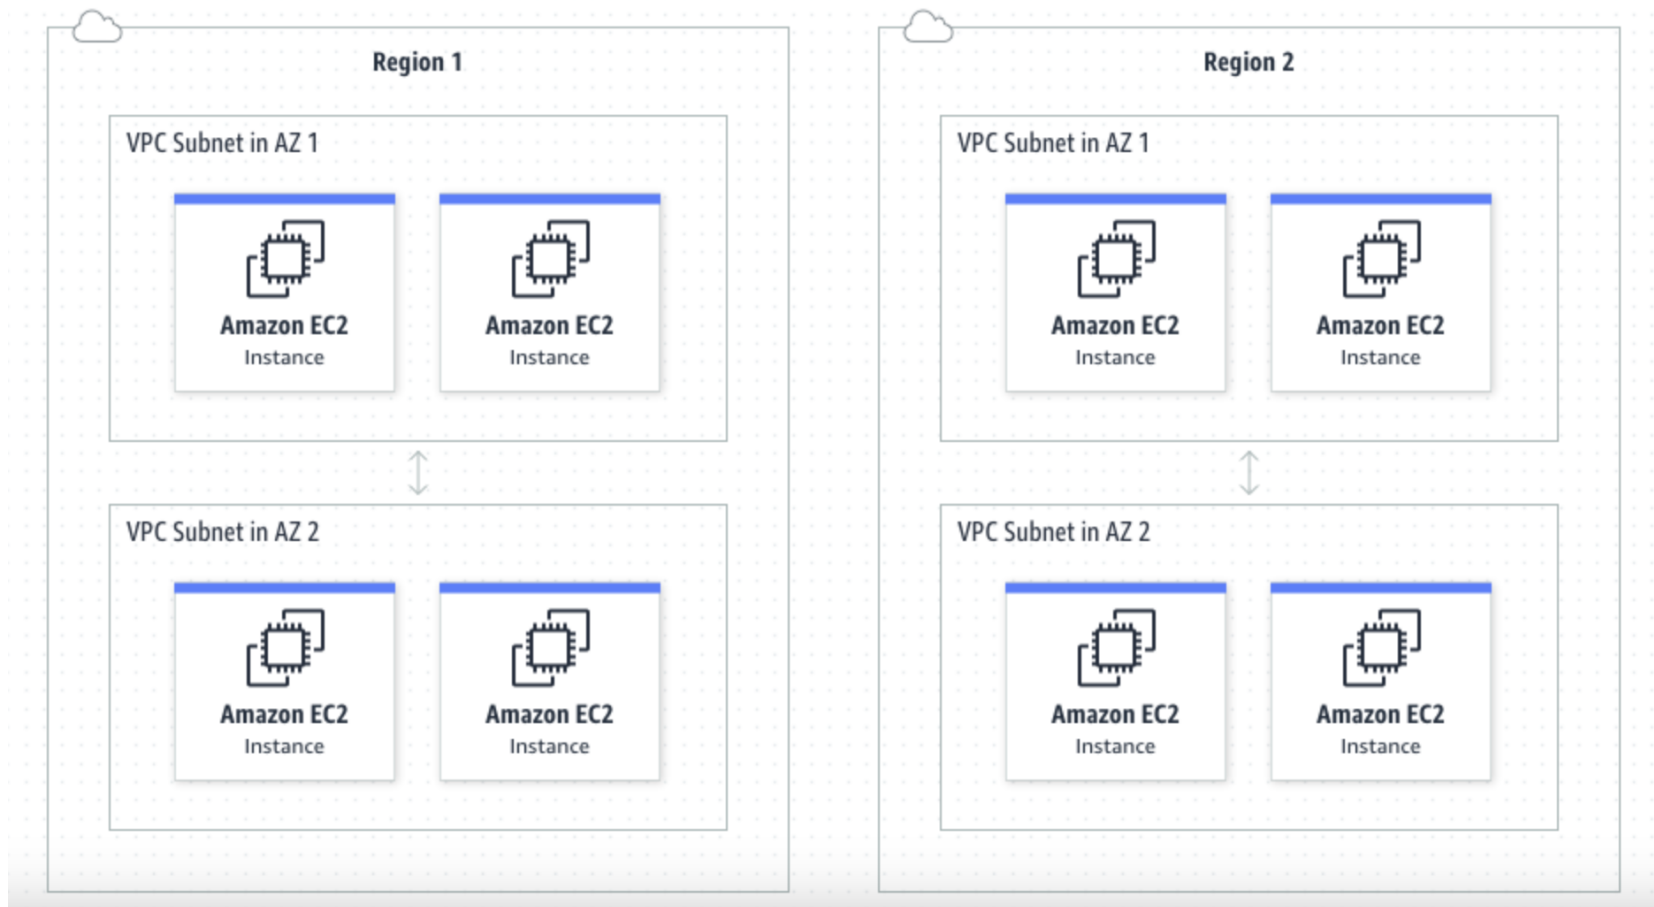 Region 1
VPC Subnet in AZ 1
Amazon EC2
Instance
Amazon EC2
Instance
VPC Subnet in AZ 2
Amazon EC2
Instance
Amazon EC2
Instance
Region 2
VPC Subnet in AZ 1
Amazon EC2
Instance
Amazon EC2
Instance
VPC Subnet in AZ 2
Amazon EC2
Instance
Amazon EC2
Instance